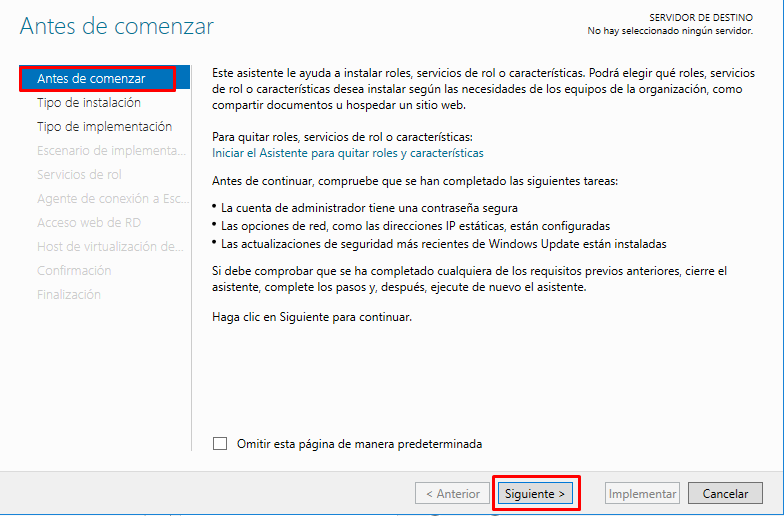 Antes de comenzar
SERVIDOR DE DESTINO
No hay seleccionado ningún servidor.
Antes de comenzar
Tipo de instalación
Tipo de implementación
Escenario de implementa...
Servicios de rol
Agente de conexión a Esc...
Acceso web de RD
Host de virtualización de...
Confirmación
Finalización
Este asistente le ayuda a instalar roles, servicios de rol o características. Podrá elegir qué roles, servicios
de rol o características desea instalar según las necesidades de los equipos de la organización, como
compartir documentos u hospedar un sitio web.
Para quitar roles, servicios de rol o características:
Iniciar el Asistente para quitar roles y características
Antes de continuar, compruebe que se han completado las siguientes tareas:
• La cuenta de administrador tiene una contraseña segura
• Las opciones de red, como las direcciones IP estáticas, están configuradas
• Las actualizaciones de seguridad más recientes de Windows Update están instaladas
Si debe comprobar que se ha completado cualquiera de los requisitos previos anteriores, cierre el
asistente, complete los pasos y, después, ejecute de nuevo el asistente.
Haga clic en Siguiente para continuar.
Omitir esta página de manera predeterminada
< Anterior
Siguiente >
Implementar
Cancelar